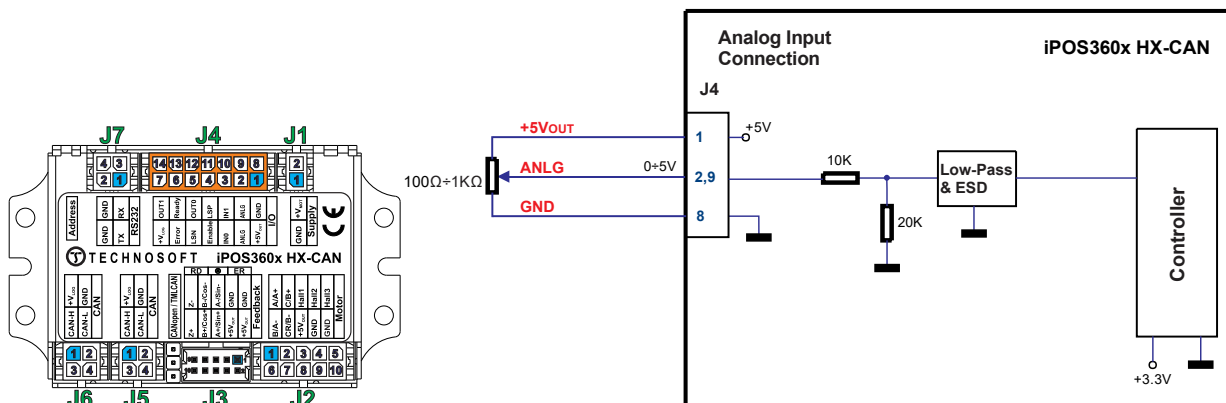 J7
J4
J1
4 3
2 1
14 13 12 11 10 9 8
7 6 5 4 3 2 1
2
1
Address
GND
GND
RX
TX
RS232
OUT1
Ready
OUT0
LSP
IN1
ANLG
GND
+VLOG
Error
LSN
Enable
IN0
ANLG
+5VOUT
I/O
+VMOT
GND
Supply
CE
TECHNOSOFT iPOS360x HX-CAN
RD
ER
+VLOG
GND
CAN-H
CAN-L
CAN
+VLOG
GND
CAN-H
CAN-L
CAN
CANopen / TMLCAN
Z-
B-/Cos-
A-/Sin-
GND
GND
Z+
B+/Cos+
A+/Sin+
+5VOUT
+5VOUT
Feedback
A/A+
C/B+
Hall1
Hall2
Hall3
B/A-
CR/B-
+5VOUT
GND
GND
Motor
1 2
3 4
1 2
3 4
1 2 3 4 5
6 7 8 9 10
J6
J5
J3
J2
Analog Input
Connection
iPOS360x HX-CAN
J4
+5VOUT
1
+5V
ANLG
0÷5V
2,9
100Ω÷1KΩ
GND
8
10K
20K
Low-Pass
& ESD
Controller
+3.3V